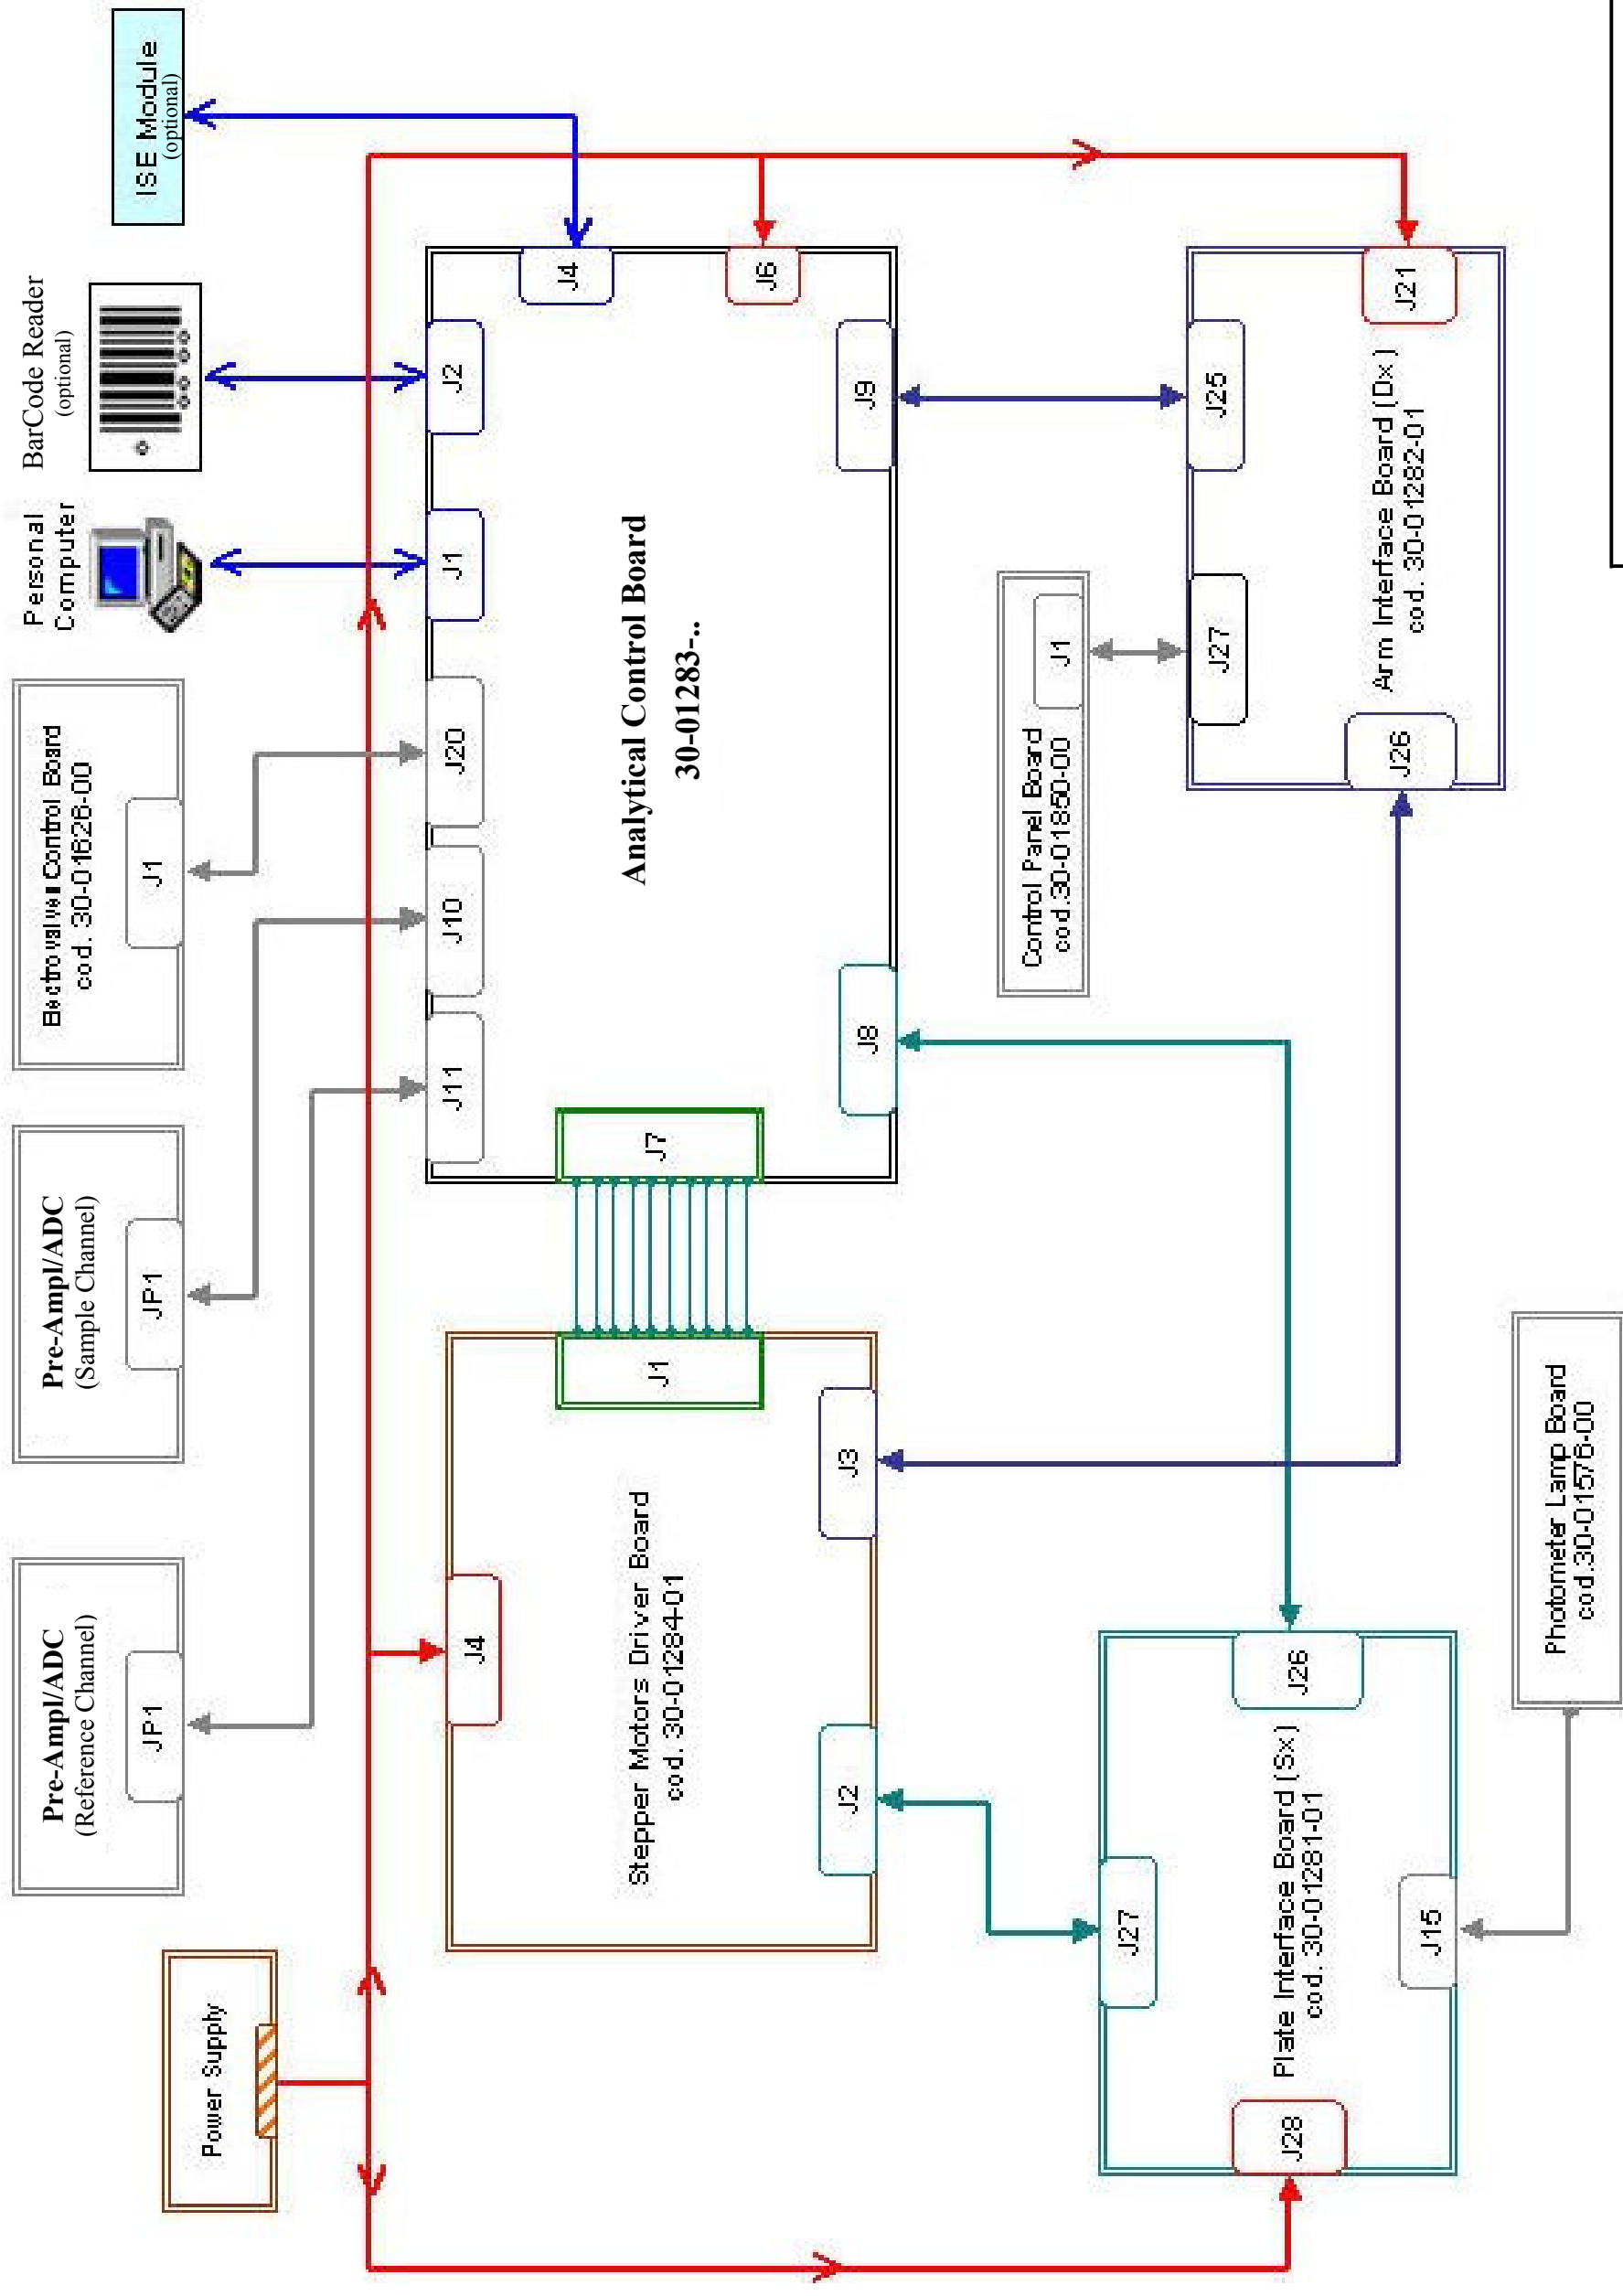 Power Supply
Pre-Ampl/ADC
(Reference Channel)
JP1
Pre-Ampl/ADC
(Sample Channel)
JP1
Electrovalve Control Board
cod. 30-01626-00
J1
Personal
Computer
BarCode Reader
(optional)
ISE Module
(optional)
J4
Stepper Motors Driver Board
cod. 30-01284-01
J1
J2
J3
J11
J10
J20
J1
J2
J4
J7
Analytical Control Board
30-01283-..
J6
J8
J9
Control Panel Board
cod.30-01850-00
J1
J27
J28
Plate Interface Board (Sx)
cod. 30-01281-01
J26
J15
J27
J25
J26
Arm Interface Board (Dx)
cod. 30-01282-01
J21
Photometer Lamp Board
cod.30-01576-00